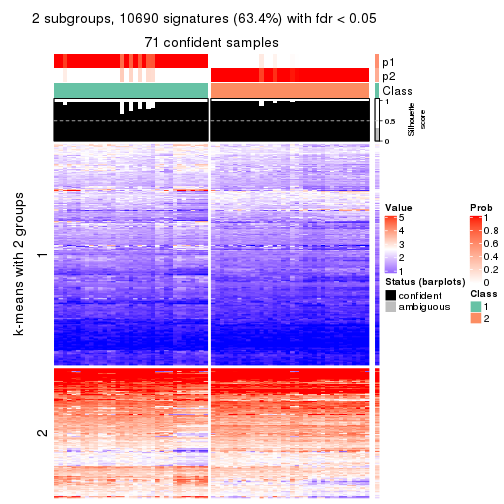 2 subgroups, 10690 signatures (63.4%) with fdr < 0.05
71 confident samples
p1
p2
Class
1
0.5
0
Silhouette
score
k-means with 2 groups
1
2
Value
5
4
3
2
1
Prob
1
0.8
0.6
0.4
0.2
0
Status (barplots)
confident
ambiguous
Class
1
2